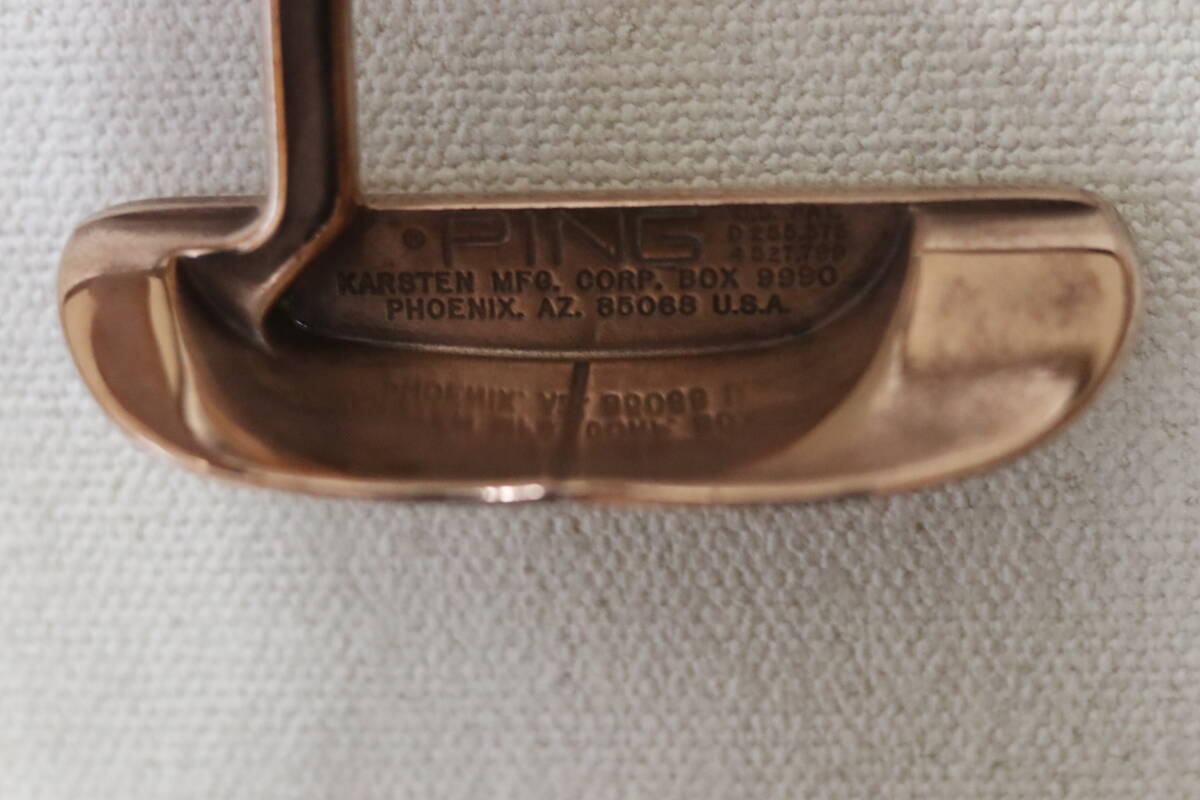 ® PING
KARSTEN MFG. CORP. BOX 9990
PHOENIX. AZ. 85068 U.S.A.